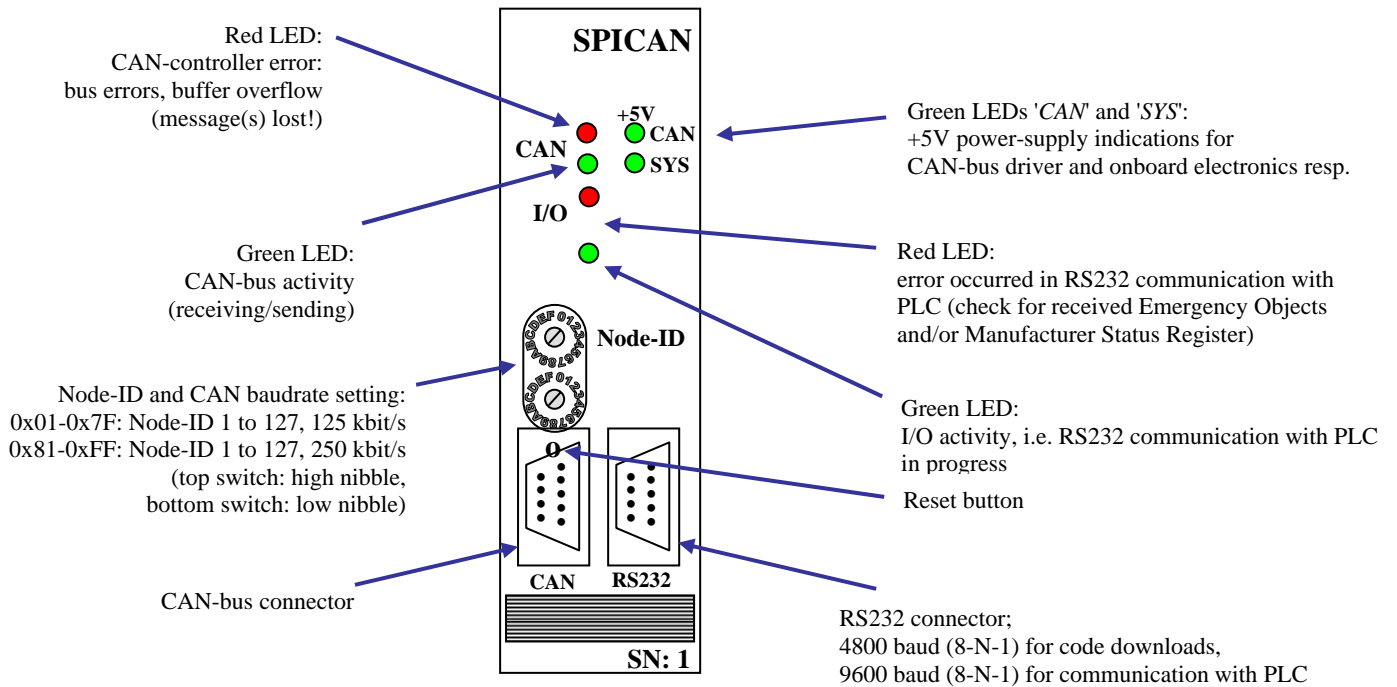 Red LED:
CAN-controller error:
bus errors, buffer overflow
(message(s) lost!)
Green LED:
CAN-bus activity
(receiving/sending)
Node-ID and CAN baudrate setting:
0x01-0x7F: Node-ID 1 to 127, 125 kbit/s
0x81-0xFF: Node-ID 1 to 127, 250 kbit/s
(top switch: high nibble,
bottom switch: low nibble)
CAN-bus connector
SPICAN
+5V
CAN
CAN
SYS
I/O
0123456789ABCDEF
Node-ID
0123456789ABCDEF
o
CAN
RS232
SN: 1
Green LEDs 'CAN' and 'SYS':
+5V power-supply indications for
CAN-bus driver and onboard electronics resp.
Red LED:
error occurred in RS232 communication with
PLC (check for received Emergency Objects
and/or Manufacturer Status Register)
Green LED:
I/O activity, i.e. RS232 communication with PLC
in progress
Reset button
RS232 connector;
4800 baud (8-N-1) for code downloads,
9600 baud (8-N-1) for communication with PLC